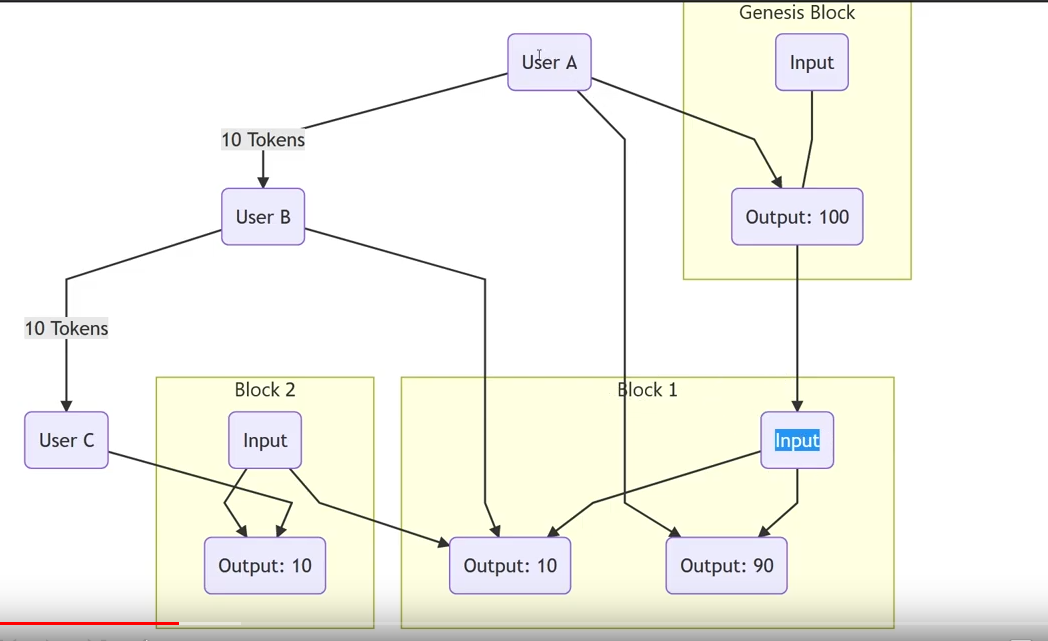 Genesis Block
User A
Input
10 Tokens
User B
Output: 100
10 Tokens
Block 2
Block 1
User C
Input
Input
Output: 10
Output: 10
Output: 90